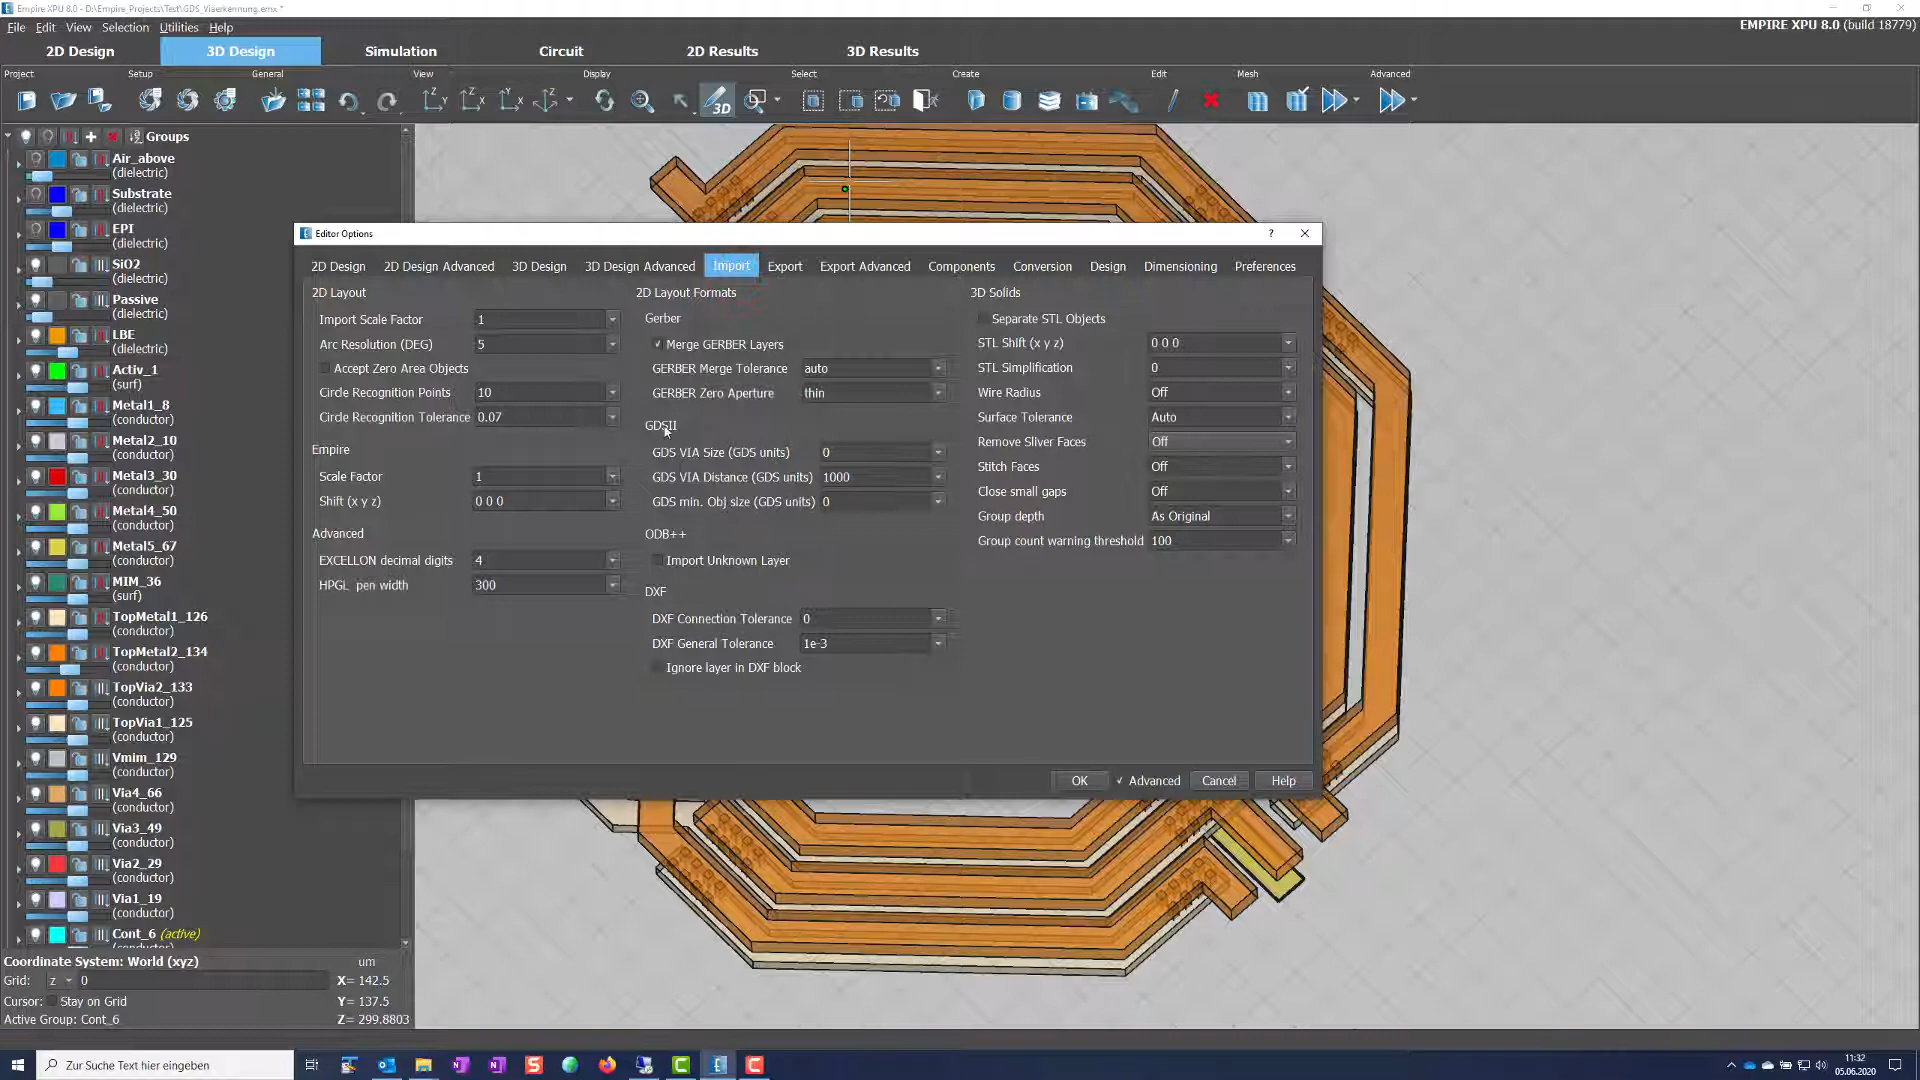 Empire XPU 8.0 - D:\Empire_Projects\Test\GDS_Viaerkennung.emx *
File Edit View Selection Utilities Help
EMPIRE XPU 8.0 (build 18779)
2D Design 3D Design Simulation Circuit 2D Results 3D Results
Project Setup General View Display Select Create Edit Mesh Advanced
3D
Groups
Air_above
(dielectric)
Substrate
(dielectric)
EPI
(dielectric)
SiO2
(dielectric)
Passive
(dielectric)
LBE
(dielectric)
Activ_1
(surf)
Metal1_8
(conductor)
Metal2_10
(conductor)
Metal3_30
(conductor)
Metal4_50
(conductor)
Metal5_67
(conductor)
MIM_36
(surf)
TopMetal1_126
(conductor)
TopMetal2_134
(conductor)
TopVia2_133
(conductor)
TopVia1_125
(conductor)
Vmim_129
(conductor)
Via4_66
(conductor)
Via3_49
(conductor)
Via2_29
(conductor)
Via1_19
(conductor)
Cont_6 (active)
Coordinate System: World (xyz) um
Grid: z 0 X= 142.5
Cursor: Stay on Grid Y= 137.5
Active Group: Cont_6 Z= 299.8803
Editor Options
2D Design 2D Design Advanced 3D Design 3D Design Advanced Import Export Export Advanced Components Conversion Design Dimensioning Preferences
2D Layout
Import Scale Factor 1
Arc Resolution (DEG) 5
Accept Zero Area Objects
Circle Recognition Points 10
Circle Recognition Tolerance 0.07
Empire
Scale Factor 1
Shift (x y z) 0 0 0
Advanced
EXCELLON decimal digits 4
HPGL pen width 300
2D Layout Formats
Gerber
Merge GERBER Layers
GERBER Merge Tolerance auto
GERBER Zero Aperture thin
GDSII
GDS VIA Size (GDS units) 0
GDS VIA Distance (GDS units) 1000
GDS min. Obj size (GDS units) 0
ODB++
Import Unknown Layer
DXF
DXF Connection Tolerance 0
DXF General Tolerance 1e-3
Ignore layer in DXF block
3D Solids
Separate STL Objects
STL Shift (x y z) 0 0 0
STL Simplification 0
Wire Radius Off
Surface Tolerance Auto
Remove Sliver Faces Off
Stitch Faces Off
Close small gaps Off
Group depth As Original
Group count warning threshold 100
OK Advanced Cancel Help
Zur Suche Text hier eingeben
11:32
05.06.2020